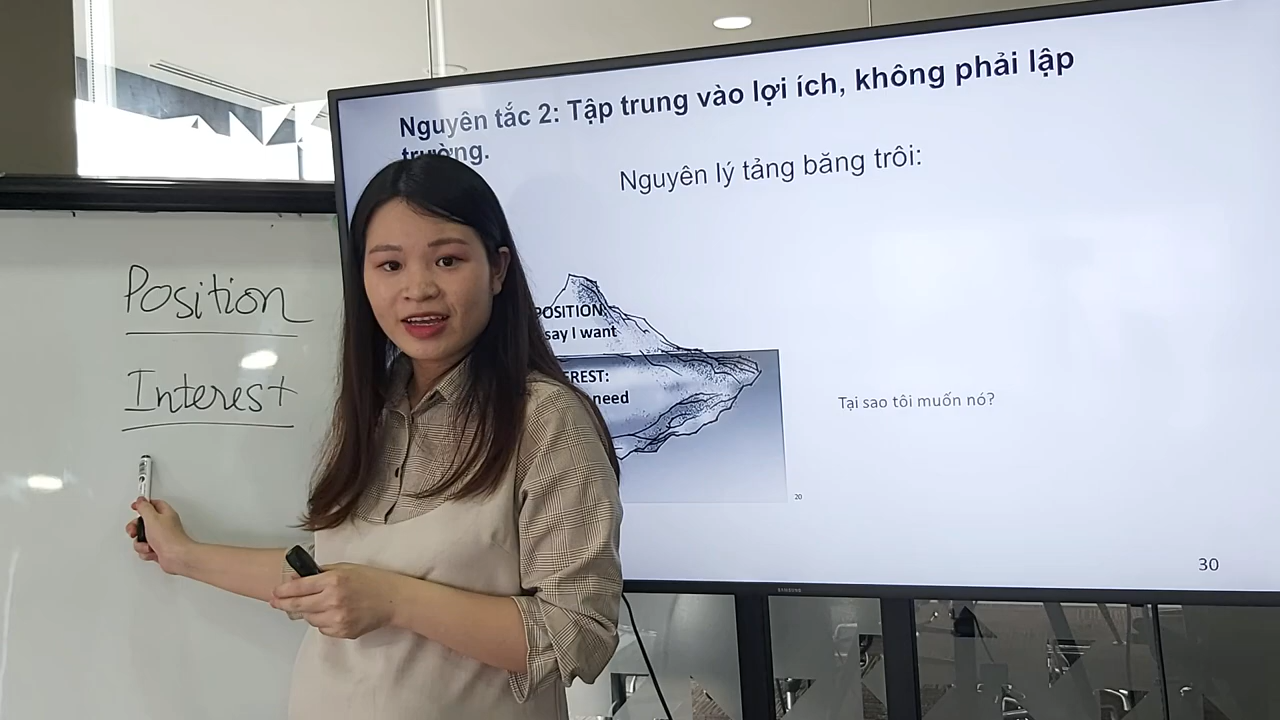 Nguyên tắc 2: Tập trung vào lợi ích, không phải lập
trường.
Nguyên lý tảng băng trôi:
Position
Interest
POSITION:
say I want
need
Tại sao tôi muốn nó?
20
30
SAMSUNG